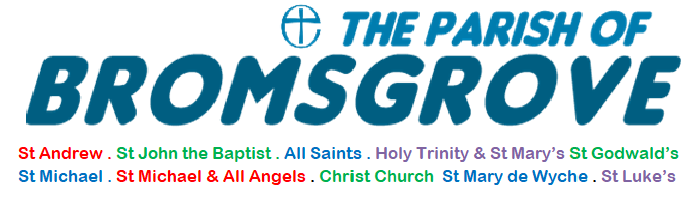 THE PARISH OF
BROMSGROVE
St Andrew . St John the Baptist . All Saints . Holy Trinity & St Mary’s St Godwald’s
St Michael . St Michael & All Angels . Christ Church St Mary de Wyche . St Luke’s